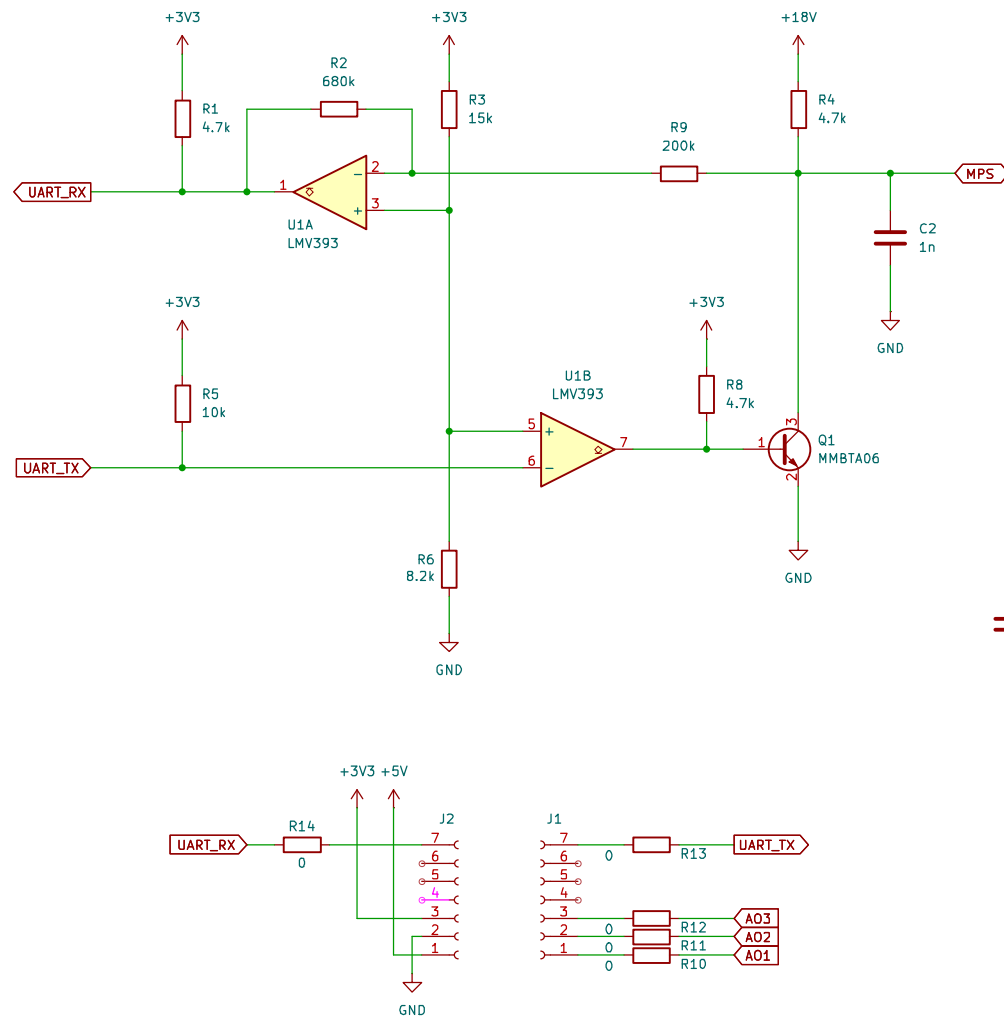 +3V3
+3V3
+18V
R2
680k
R1
4.7k
R3
15k
R4
4.7k
R9
200k
2
1
3
UART_RX
MPS
U1A
LMV393
C2
1n
+3V3
+3V3
GND
U1B
LMV393
R5
10k
R8
4.7k
5
7
6
3
1
2
Q1
MMBTA06
UART_TX
R6
8.2k
GND
GND
+3V3
+5V
J2
J1
R14
0
UART_RX
7
6
5
4
3
2
1
7
6
5
4
3
2
1
0
R13
UART_TX
0
R12
AO3
0
R11
AO2
0
R10
AO1
GND